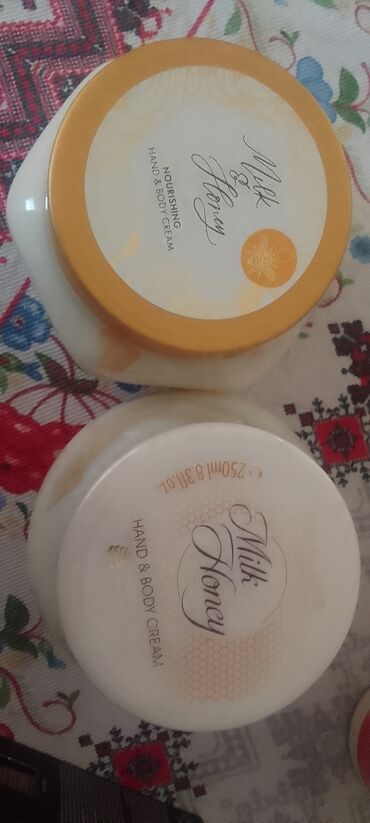 Milk
&
Honey
NOURISHING
HAND & BODY CREAM
℮ 250ml 8.3fl.oz
Milk
Honey
HAND & BODY CREAM